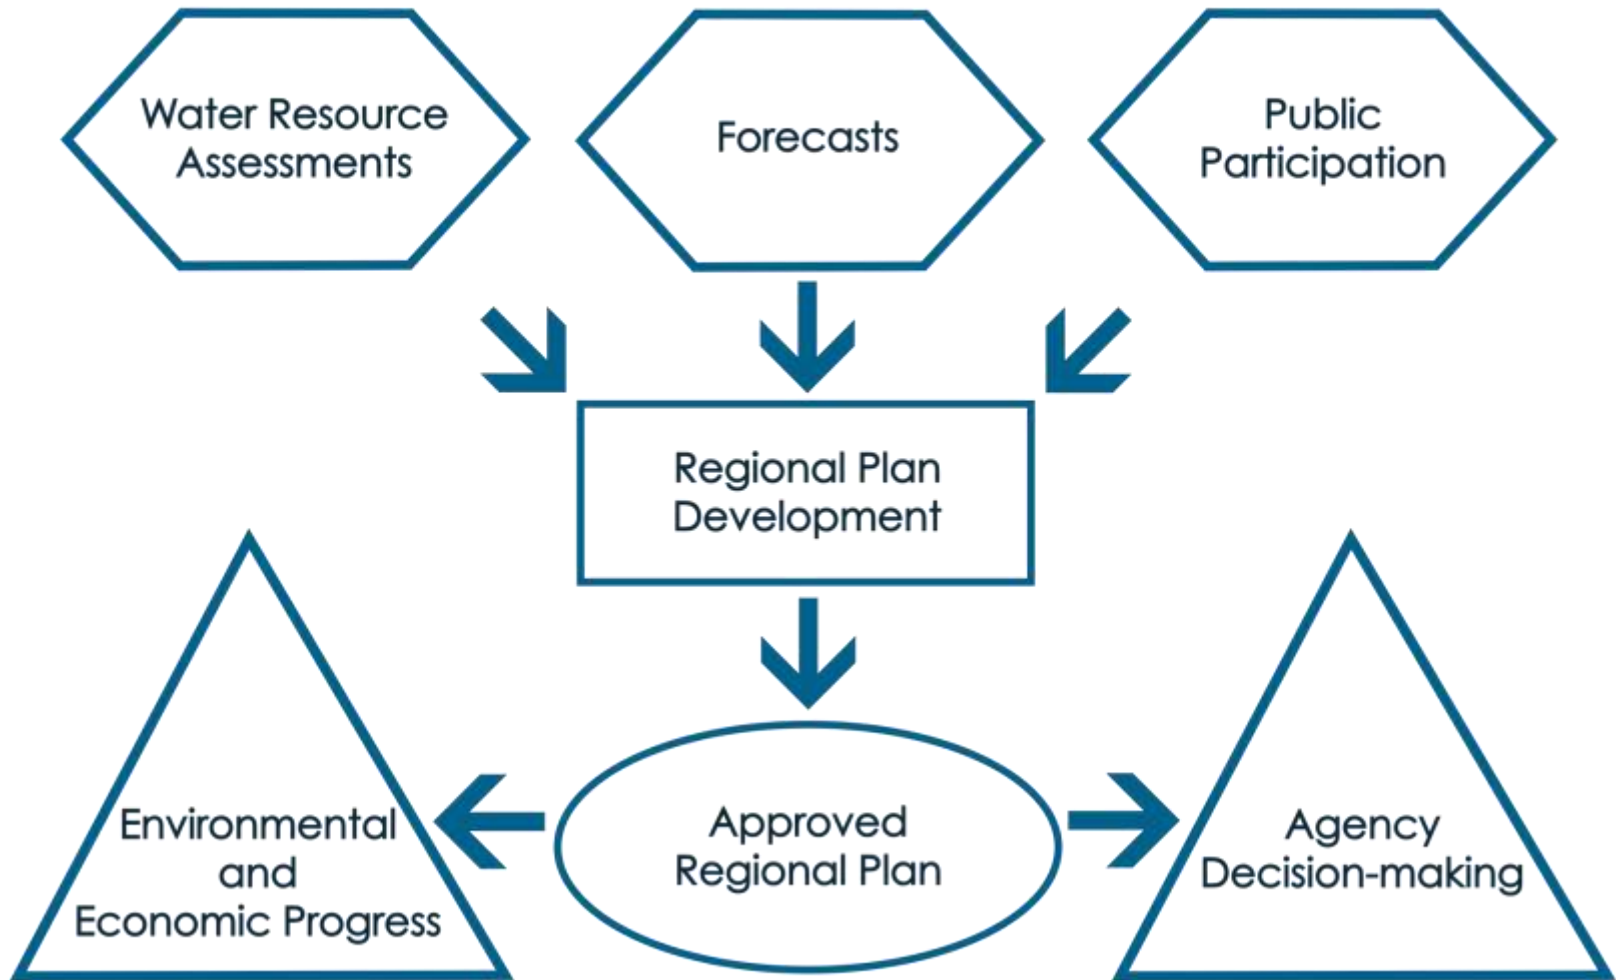 Water Resource
Assessments
Forecasts
Public
Participation
Regional Plan
Development
Environmental
and
Economic Progress
Approved
Regional Plan
Agency
Decision-making